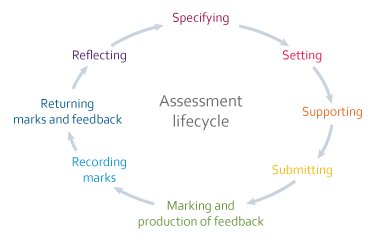 Specifying
Setting
Supporting
Submitting
Marking and
production of feedback
Recording
marks
Returning
marks and feedback
Reflecting
Assessment
lifecycle